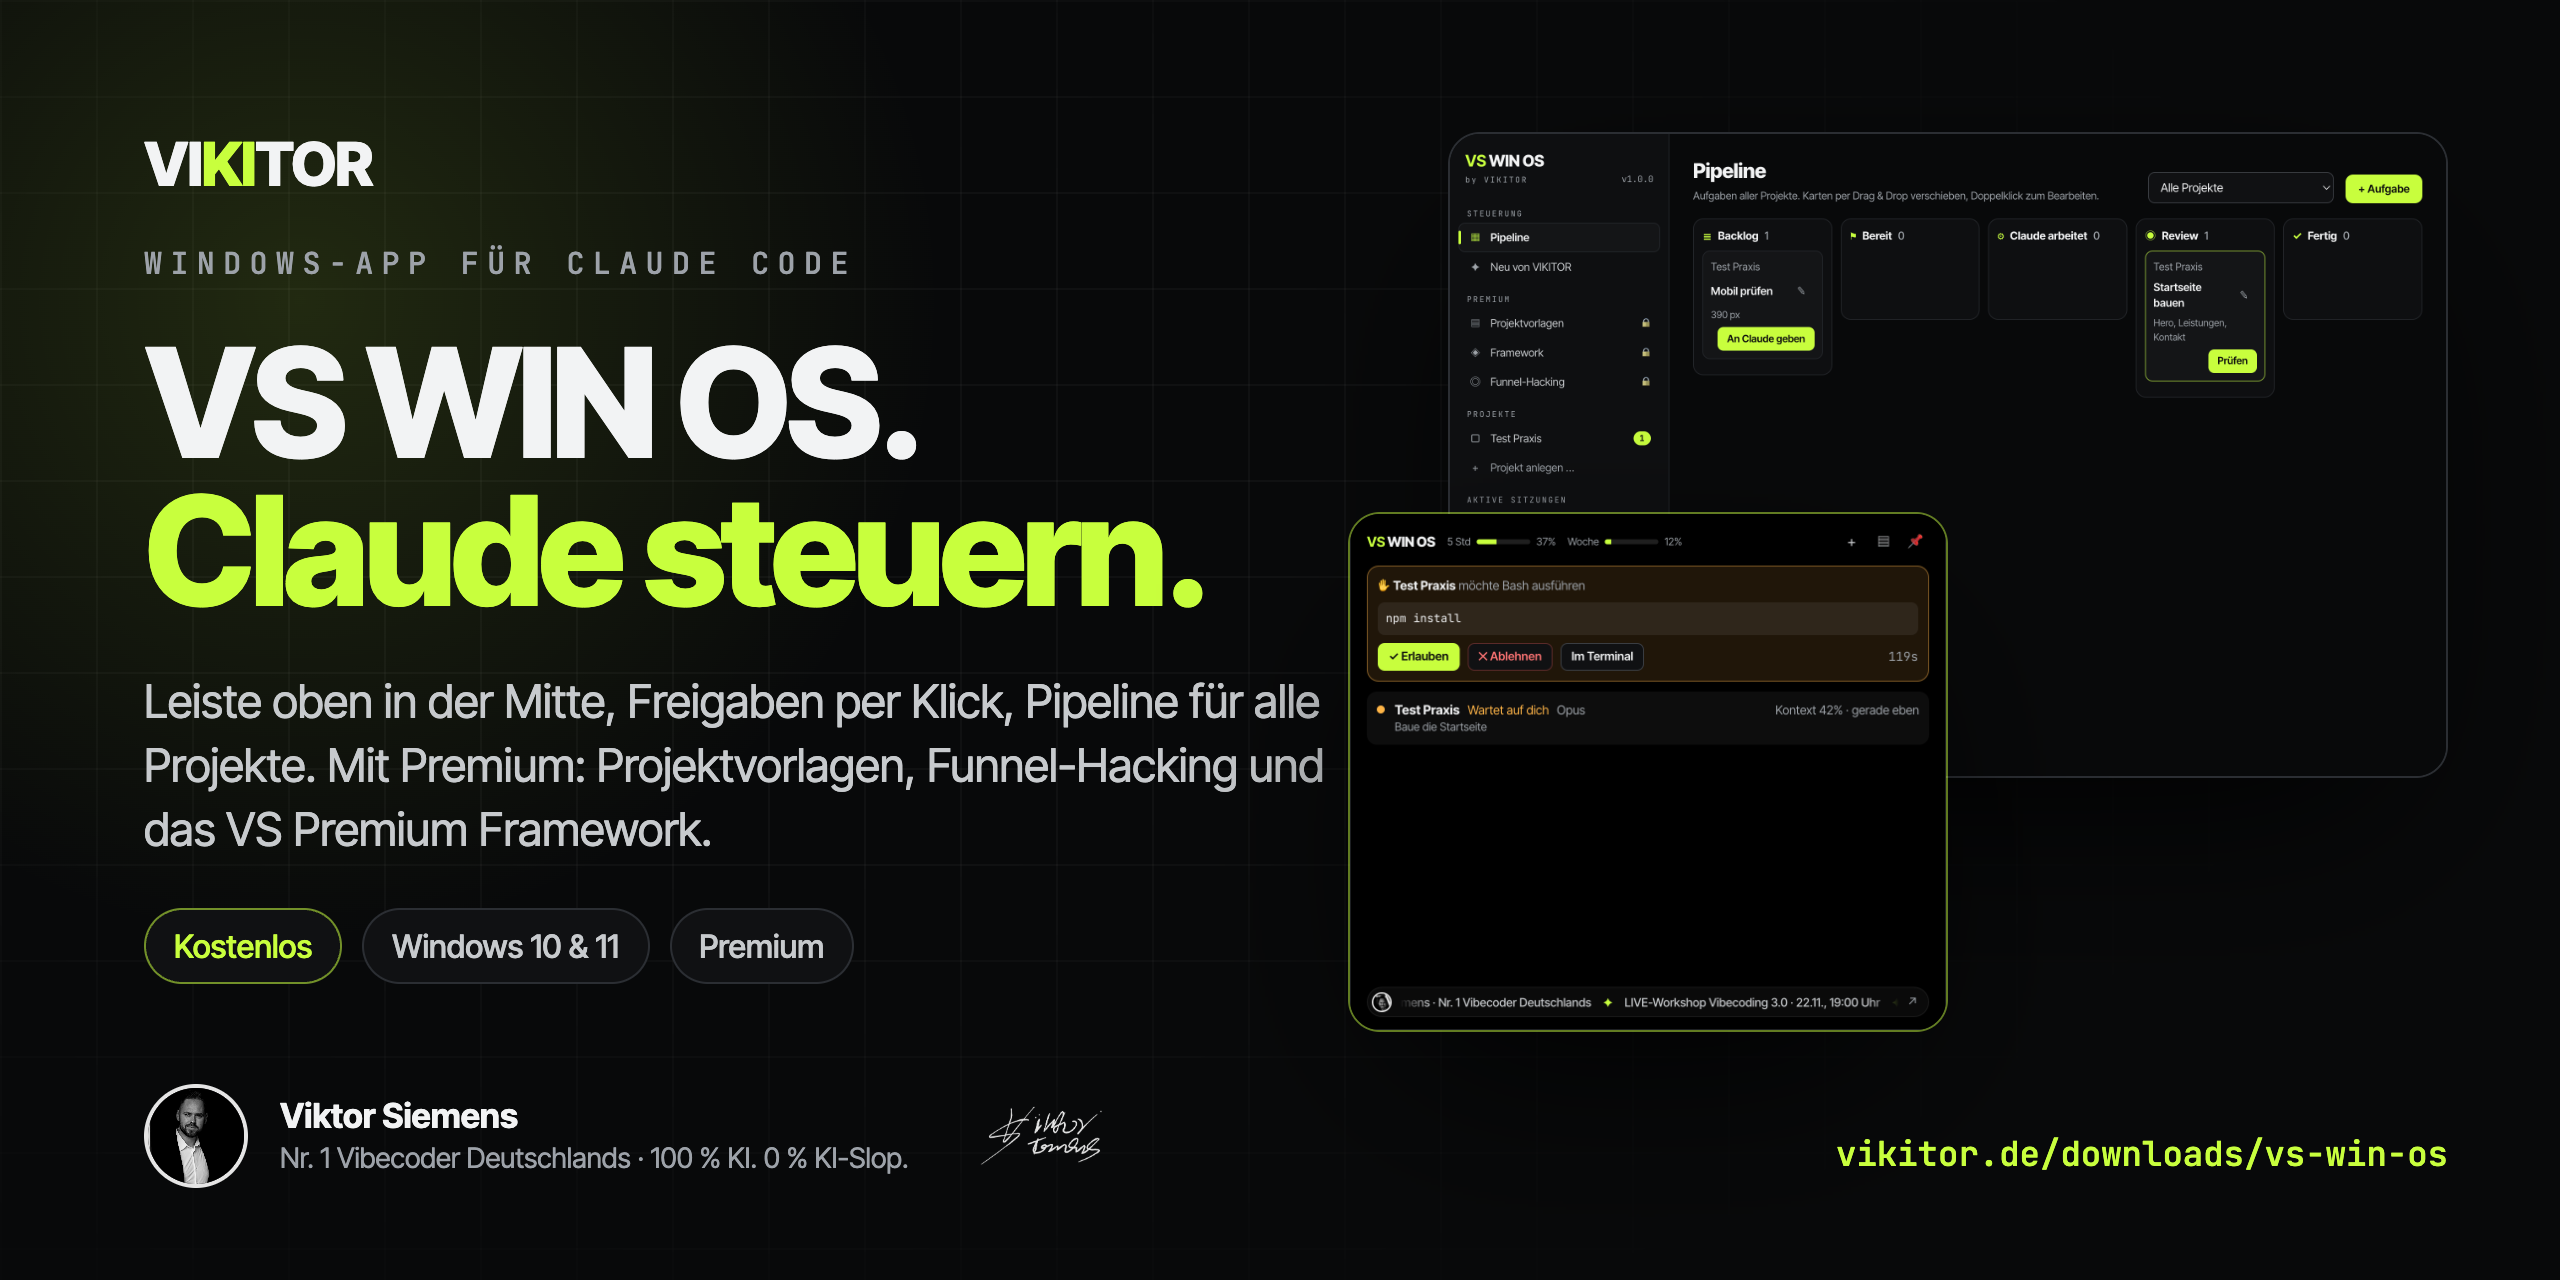 VIKITOR
WINDOWS-APP FÜR CLAUDE CODE
VS WIN OS.
Claude steuern.
Leiste oben in der Mitte, Freigaben per Klick, Pipeline für alle
Projekte. Mit Premium: Projektvorlagen, Funnel-Hacking und
das VS Premium Framework.
Kostenlos
Windows 10 & 11
Premium
Viktor Siemens
Nr. 1 Vibecoder Deutschlands · 100 % KI. 0 % KI-Slop.
VS WIN OS
by VIKITOR v1.0.0
STEUERUNG
Pipeline
Neu von VIKITOR
PREMIUM
Projektvorlagen
Framework
Funnel-Hacking
PROJEKTE
Test Praxis 1
+ Projekt anlegen ...
AKTIVE SITZUNGEN
Pipeline
Aufgaben aller Projekte. Karten per Drag & Drop verschieben, Doppelklick zum Bearbeiten.
Alle Projekte
+ Aufgabe
Backlog 1
Test Praxis
Mobil prüfen
390 px
An Claude geben
Bereit 0
Claude arbeitet 0
Review 1
Test Praxis
Startseite
bauen
Hero, Leistungen,
Kontakt
Prüfen
Fertig 0
VS WIN OS 5 Std 37% Woche 12%
Test Praxis möchte Bash ausführen
npm install
✓ Erlauben
✕ Ablehnen
Im Terminal
119s
Test Praxis Wartet auf dich Opus Kontext 42% · gerade eben
Baue die Startseite
mens · Nr. 1 Vibecoder Deutschlands ✦ LIVE-Workshop Vibecoding 3.0 · 22.11., 19:00 Uhr
vikitor.de/downloads/vs-win-os